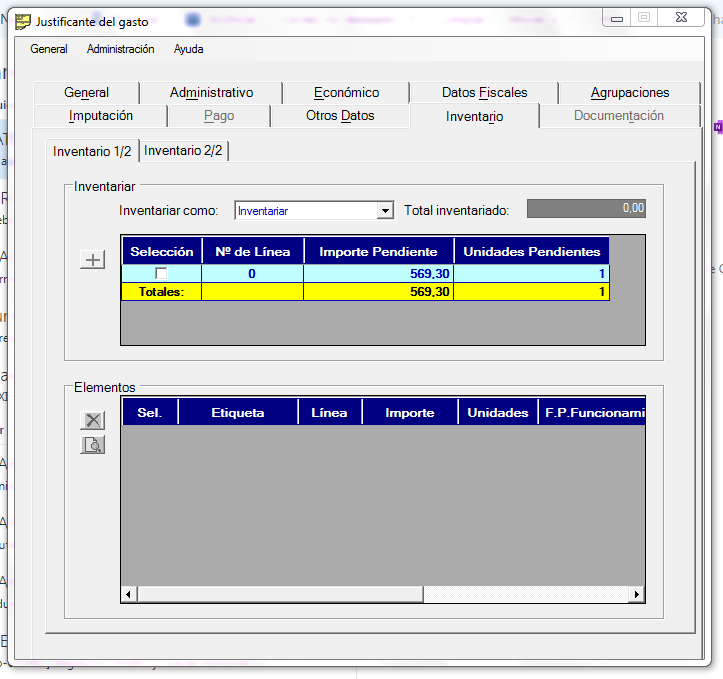 Justificante del gasto
General Administración Ayuda
General Administrativo Económico Datos Fiscales Agrupaciones
Imputación Pago Otros Datos Inventario Documentación
Inventario 1/2 Inventario 2/2
Inventariar
Inventariar como: Inventariar Total inventariado: 0,00
Selección Nº de Línea Importe Pendiente Unidades Pendientes
0 569,30 1
Totales: 569,30 1
Elementos
Sel. Etiqueta Línea Importe Unidades F.P.Funcionami